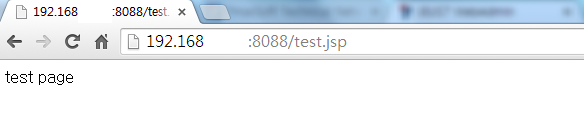 192.168 :8088/test.
192.168 :8088/test.jsp
test page